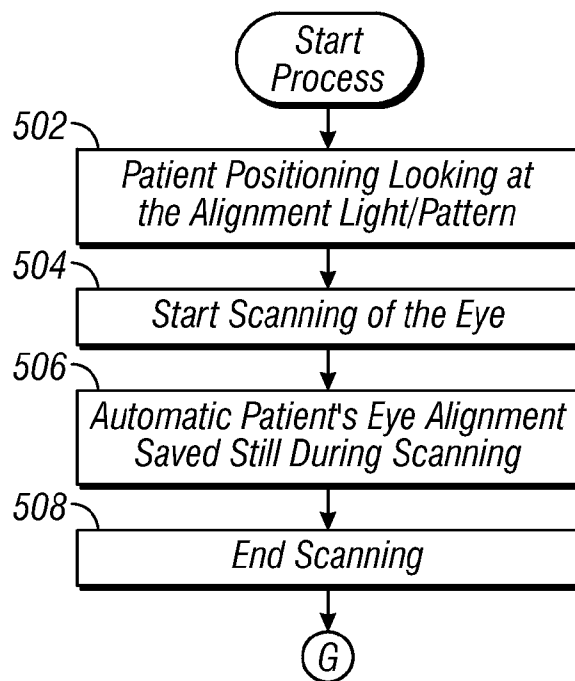 Start
Process
502
Patient Positioning Looking at
the Alignment Light/Pattern
504
Start Scanning of the Eye
506
Automatic Patient's Eye Alignment
Saved Still During Scanning
508
End Scanning
G